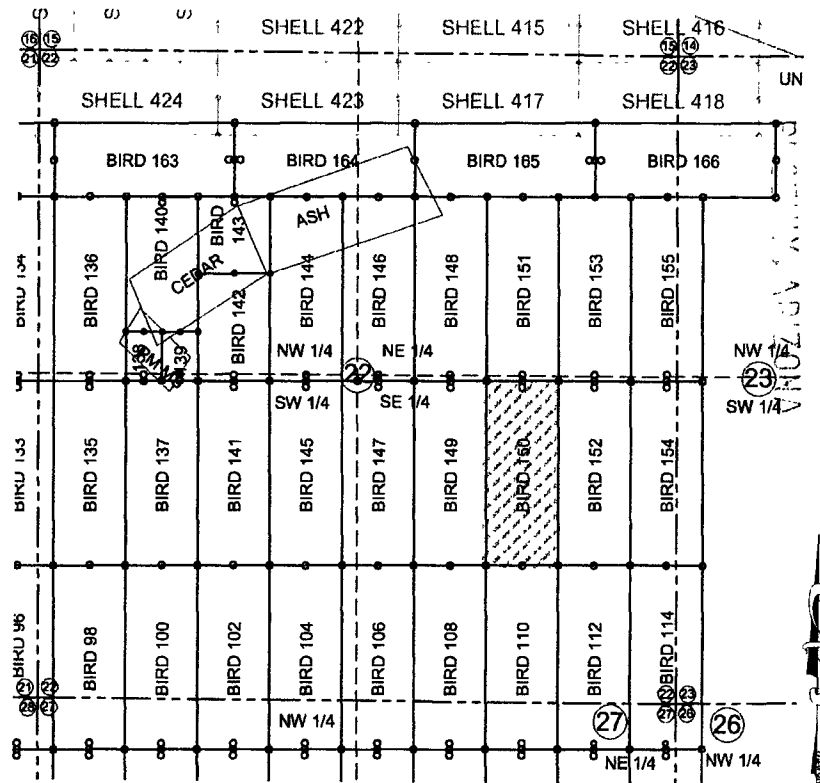 SHELL 422 SHELL 415 SHELL 416
16 15 15 14
21 22 22 23
UN
SHELL 424 SHELL 423 SHELL 417 SHELL 418
BIRD 163 BIRD 164 BIRD 165 BIRD 166
BIRD 136 BIRD 140 BIRD 143 BIRD 144 BIRD 146 BIRD 148 BIRD 151 BIRD 153 BIRD 155
ASH
CEDAR
BIRD 142
139
NW 1/4 NE 1/4 NW 1/4
22 23
SW 1/4 SE 1/4 SW 1/4
BIRD 133 BIRD 135 BIRD 137 BIRD 141 BIRD 145 BIRD 147 BIRD 149 BIRD 150 BIRD 152 BIRD 154
BIRD 96 BIRD 98 BIRD 100 BIRD 102 BIRD 104 BIRD 106 BIRD 108 BIRD 110 BIRD 112 BIRD 114
21 22 22 23
28 27 27 26
NW 1/4 27 26
NE 1/4 NW 1/4